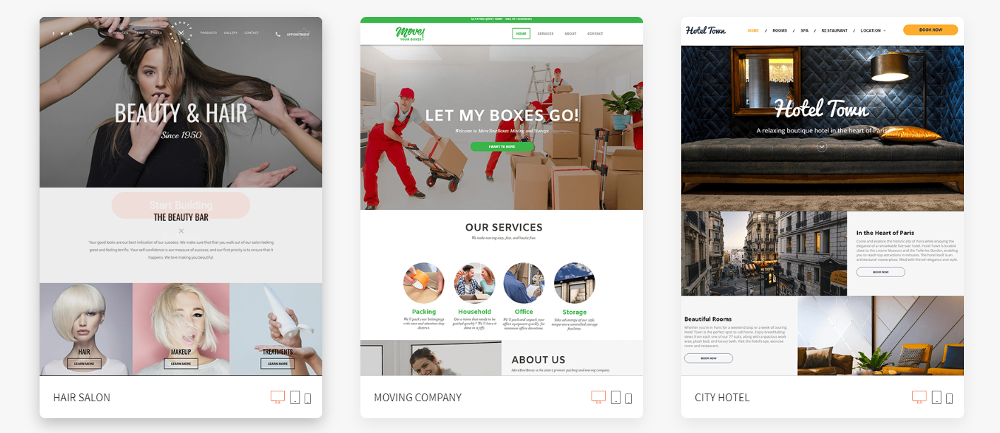 SERVICES TEAM PRICES
BEAUTY
PRODUCTS GALLERY CONTACT
APPOINTMENT
BEAUTY & HAIR
Since 1950
Start Building
THE BEAUTY BAR
Your good looks are our best indication of our success. We make sure that that you walk out of our salon looking
great and feeling terrific. Your self-confidence is our measure of success, and our first priority is to ensure that it
happens. We love making you beautiful.
HAIR
LEARN MORE
MAKEUP
LEARN MORE
TREATMENTS
LEARN MORE
HAIR SALON
GET A FREE QUOTE TODAY! CALL US
Move!
YOUR BOXES
HOME SERVICES ABOUT CONTACT
LET MY BOXES GO!
Welcome to MoveYourBoxes Moving and Storage
I WANT TO MOVE
OUR SERVICES
We make moving easy, fast, and hassle free.
Packing
We'll pack your belongings
with care and attention they
deserve.
Household
Got a home that needs to be
packed quickly? We'll have it
done in a jiffy.
Office
We'll pack and unpack your
office equipment quickly, for
minimum office downtime.
Storage
Take advantage of our safe,
temperature controlled storage
facilities.
ABOUT US
MoveYourBoxes is the state's premier packing and moving company.
MOVING COMPANY
Hotel Town
HOME / ROOMS / SPA / RESTAURANT / LOCATION
BOOK NOW
Hotel Town
A relaxing boutique hotel in the heart of Paris
In the Heart of Paris
Come and explore the historic city of Paris while enjoying the
elegance of a remarkable five-star hotel. Hotel Town is located
close to the Louvre Museum and the Tuileries Garden, enabling
you to reach top attractions in minutes. The hotel itself is an
architectural masterpiece, filled with French elegance and style.
BOOK NOW
Beautiful Rooms
Whether you're in Paris for a weekend stop or a week of touring,
Hotel Town is the perfect spot to call home. Enjoy breathtaking
views from each one of our 77 suits, along with a spacious work
area, plush bed, and luxury bath. Visit the hotel's spa, exercise
room and restaurant.
BOOK NOW
CITY HOTEL